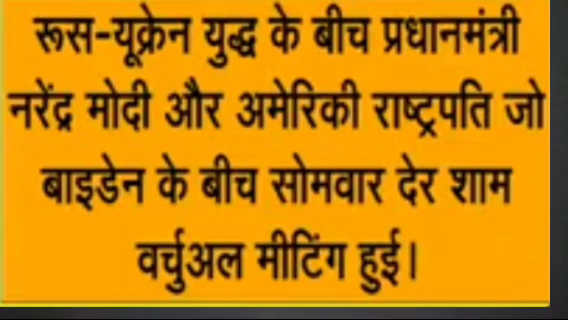 रूस-यूक्रेन युद्ध के बीच प्रधानमंत्री
नरेंद्र मोदी और अमेरिकी राष्ट्रपति जो
बाइडेन के बीच सोमवार देर शाम
वर्चुअल मीटिंग हुई।